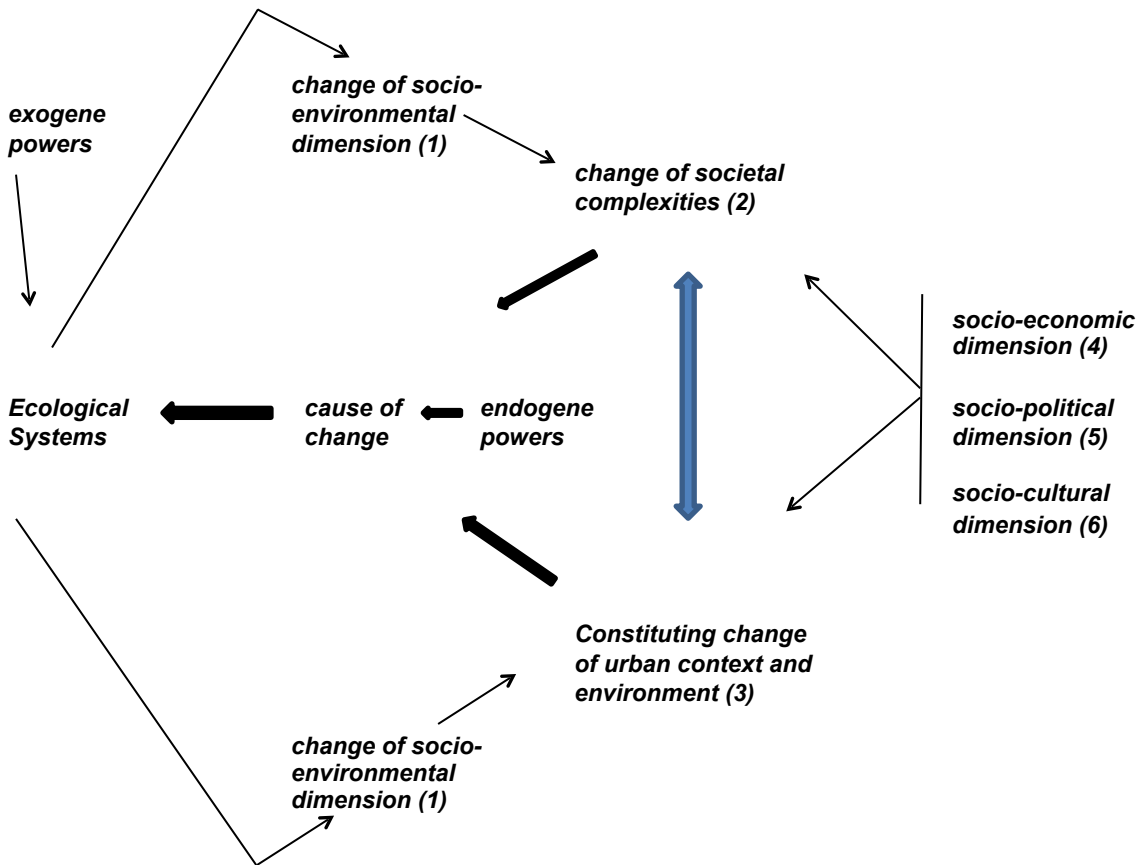 change of socio-
environmental
dimension (1)
exogene
powers
change of societal
complexities (2)
socio-economic
dimension (4)
Ecological
Systems
cause of
change
endogene
powers
socio-political
dimension (5)
socio-cultural
dimension (6)
Constituting change
of urban context and
environment (3)
change of socio-
environmental
dimension (1)